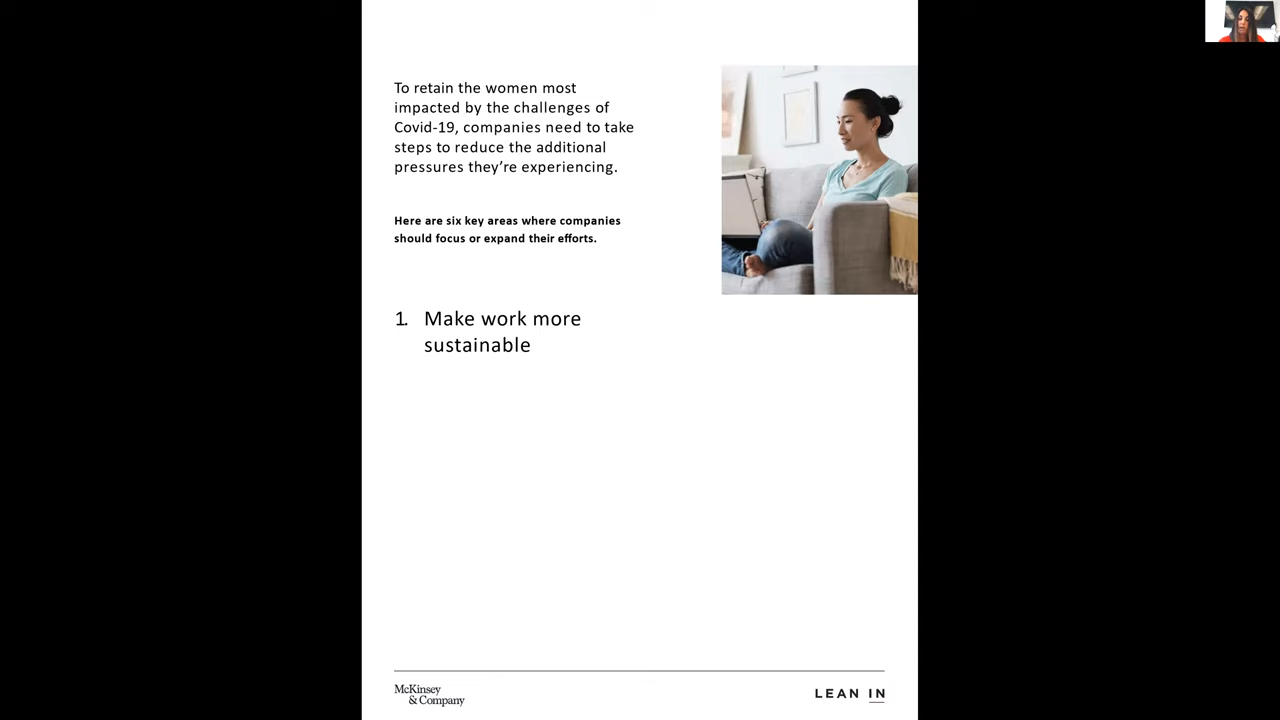 To retain the women most
impacted by the challenges of
Covid-19, companies need to take
steps to reduce the additional
pressures they’re experiencing.
Here are six key areas where companies
should focus or expand their efforts.
1. Make work more
sustainable
McKinsey
& Company
LEAN IN